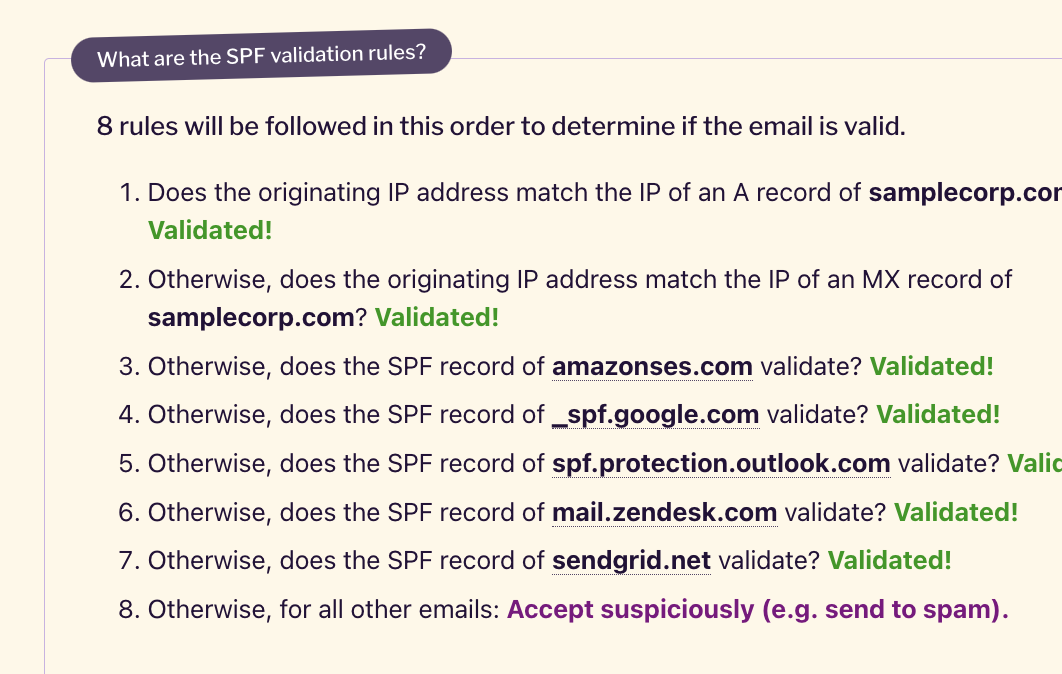 What are the SPF validation rules?
8 rules will be followed in this order to determine if the email is valid.
1. Does the originating IP address match the IP of an A record of
Validated!
2. Otherwise, does the originating IP address match the IP of an MX record of
samplecorp.com? Validated!
3. Otherwise, does the SPF record of amazonses.com validate? Validated!
4. Otherwise, does the SPF record of _spf.google.com validate? Validated!
5. Otherwise, does the SPF record of spf.protection.outlook.com validate?
6. Otherwise, does the SPF record of mail.zendesk.com validate? Validated!
7. Otherwise, does the SPF record of sendgrid.net validate? Validated!
8. Otherwise, for all other emails: Accept suspiciously (e.g. send to spam).